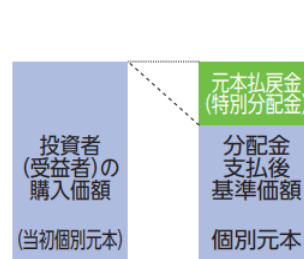 投資者
(受益者)の
購入価額
(当初個別元本)
元本払戻金
(特別分配金)
分配金
支払後
基準価額
個別元本